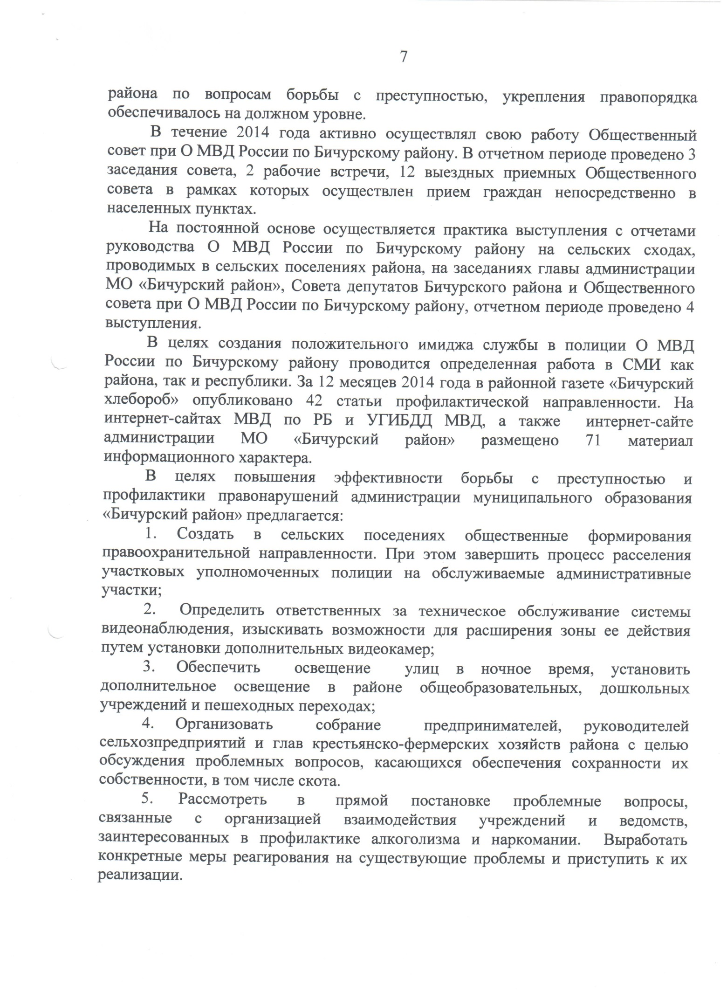 7
района по вопросам борьбы с преступностью, укрепления правопорядка
обеспечивалось на должном уровне.
В течение 2014 года активно осуществлял свою работу Общественный
совет при О МВД России по Бичурскому району. В отчетном периоде проведено 3
заседания совета, 2 рабочие встречи, 12 выездных приемных Общественного
совета в рамках которых осуществлен прием граждан непосредственно в
населенных пунктах.
На постоянной основе осуществляется практика выступления с отчетами
руководства О МВД России по Бичурскому району на сельских сходах,
проводимых в сельских поселениях района, на заседаниях главы администрации
МО «Бичурский район», Совета депутатов Бичурского района и Общественного
совета при О МВД России по Бичурскому району, отчетном периоде проведено 4
выступления.
В целях создания положительного имиджа службы в полиции О МВД
России по Бичурскому району проводится определенная работа в СМИ как
района, так и республики. За 12 месяцев 2014 года в районной газете «Бичурский
хлебороб» опубликовано 42 статьи профилактической направленности. На
интернет-сайтах МВД по РБ и УГИБДД МВД, а также интернет-сайте
администрации МО «Бичурский район» размещено 71 материал
информационного характера.
В целях повышения эффективности борьбы с преступностью и
профилактики правонарушений администрации муниципального образования
«Бичурский район» предлагается:
1. Создать в сельских поседениях общественные формирования
правоохранительной направленности. При этом завершить процесс расселения
участковых уполномоченных полиции на обслуживаемые административные
участки;
2. Определить ответственных за техническое обслуживание системы
видеонаблюдения, изыскивать возможности для расширения зоны ее действия
путем установки дополнительных видеокамер;
3. Обеспечить освещение улиц в ночное время, установить
дополнительное освещение в районе общеобразовательных, дошкольных
учреждений и пешеходных переходах;
4. Организовать собрание предпринимателей, руководителей
сельхозпредприятий и глав крестьянско-фермерских хозяйств района с целью
обсуждения проблемных вопросов, касающихся обеспечения сохранности их
собственности, в том числе скота.
5. Рассмотреть в прямой постановке проблемные вопросы,
связанные с организацией взаимодействия учреждений и ведомств,
заинтересованных в профилактике алкоголизма и наркомании. Выработать
конкретные меры реагирования на существующие проблемы и приступить к их
реализации.